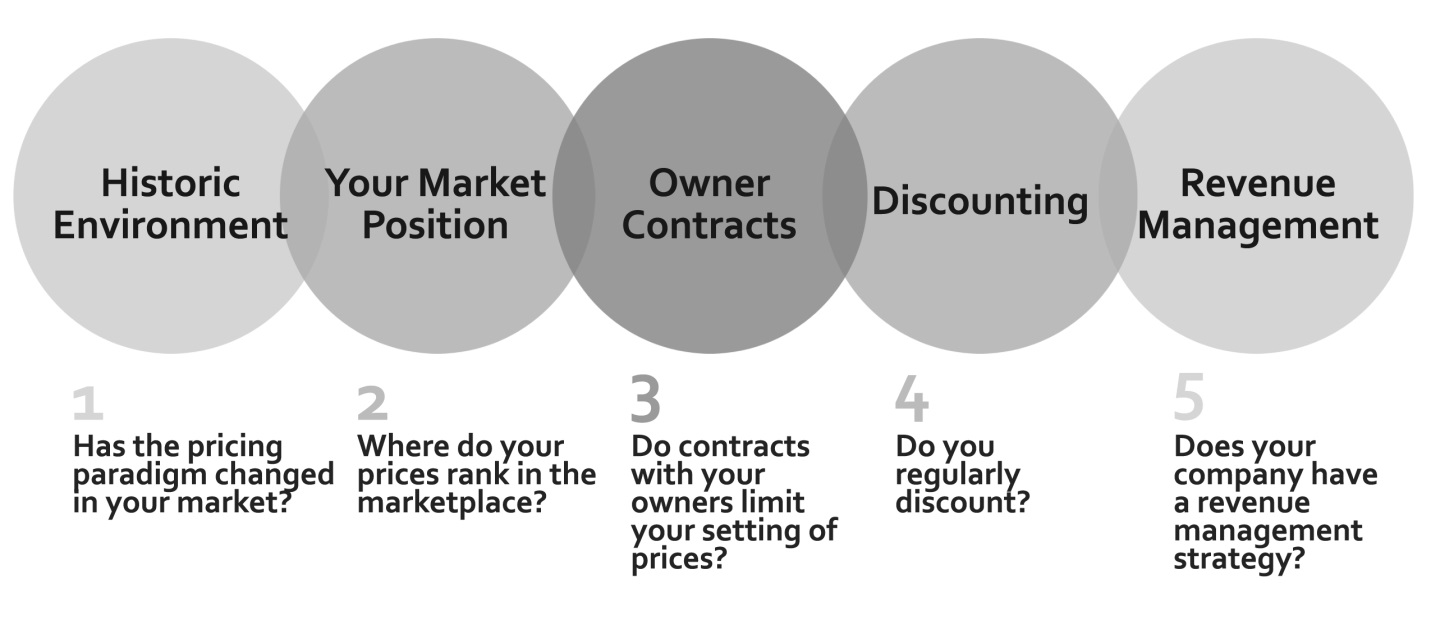 Historic
Environment
Your Market
Position
Owner
Contracts
Discounting
Revenue
Management
1
Has the pricing
paradigm changed
in your market?
2
Where do your
prices rank in the
marketplace?
3
Do contracts
with your
owners limit
your setting of
prices?
4
Do you
regularly
discount?
5
Does your
company have
a revenue
management
strategy?